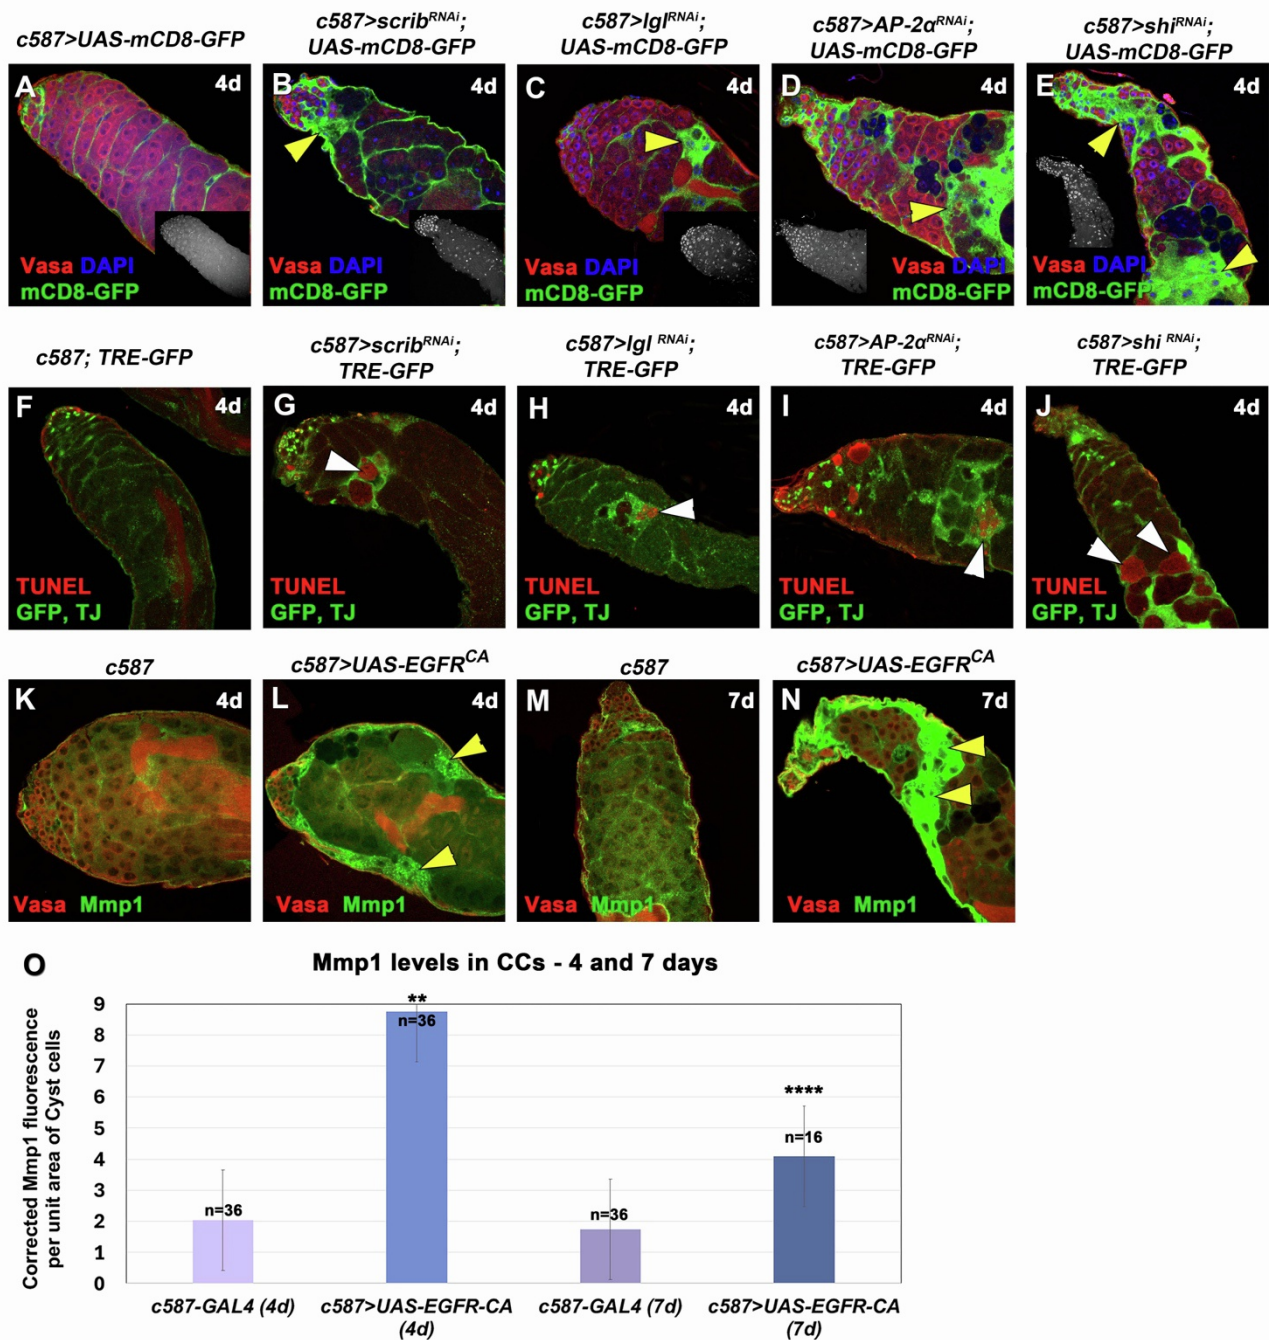 c587>UAS-mCD8-GFP
c587>scrib^RNAi;
UAS-mCD8-GFP
c587>lgl^RNAi;
UAS-mCD8-GFP
c587>AP-2α^RNAi;
UAS-mCD8-GFP
c587>shi^RNAi;
UAS-mCD8-GFP
A 4d
Vasa DAPI
mCD8-GFP
B 4d
Vasa DAPI
mCD8-GFP
C 4d
Vasa DAPI
mCD8-GFP
D 4d
Vasa DAPI
mCD8-GFP
E 4d
Vasa DAPI
mCD8-GFP
c587; TRE-GFP
c587>scrib^RNAi;
TRE-GFP
c587>lgl ^RNAi;
TRE-GFP
c587>AP-2α^RNAi;
TRE-GFP
c587>shi ^RNAi;
TRE-GFP
F 4d
TUNEL
GFP, TJ
G 4d
TUNEL
GFP, TJ
H 4d
TUNEL
GFP, TJ
I 4d
TUNEL
GFP, TJ
J 4d
TUNEL
GFP, TJ
c587
c587>UAS-EGFR^CA
c587
c587>UAS-EGFR^CA
K 4d
Vasa Mmp1
L 4d
Vasa Mmp1
M 7d
Vasa Mmp1
N 7d
Vasa Mmp1
O
Mmp1 levels in CCs - 4 and 7 days
Corrected Mmp1 fluorescence
per unit area of Cyst cells
9
8
7
6
5
4
3
2
1
0
n=36
**
n=36
n=36
****
n=16
c587-GAL4 (4d)
c587>UAS-EGFR-CA
(4d)
c587-GAL4 (7d)
c587>UAS-EGFR-CA
(7d)